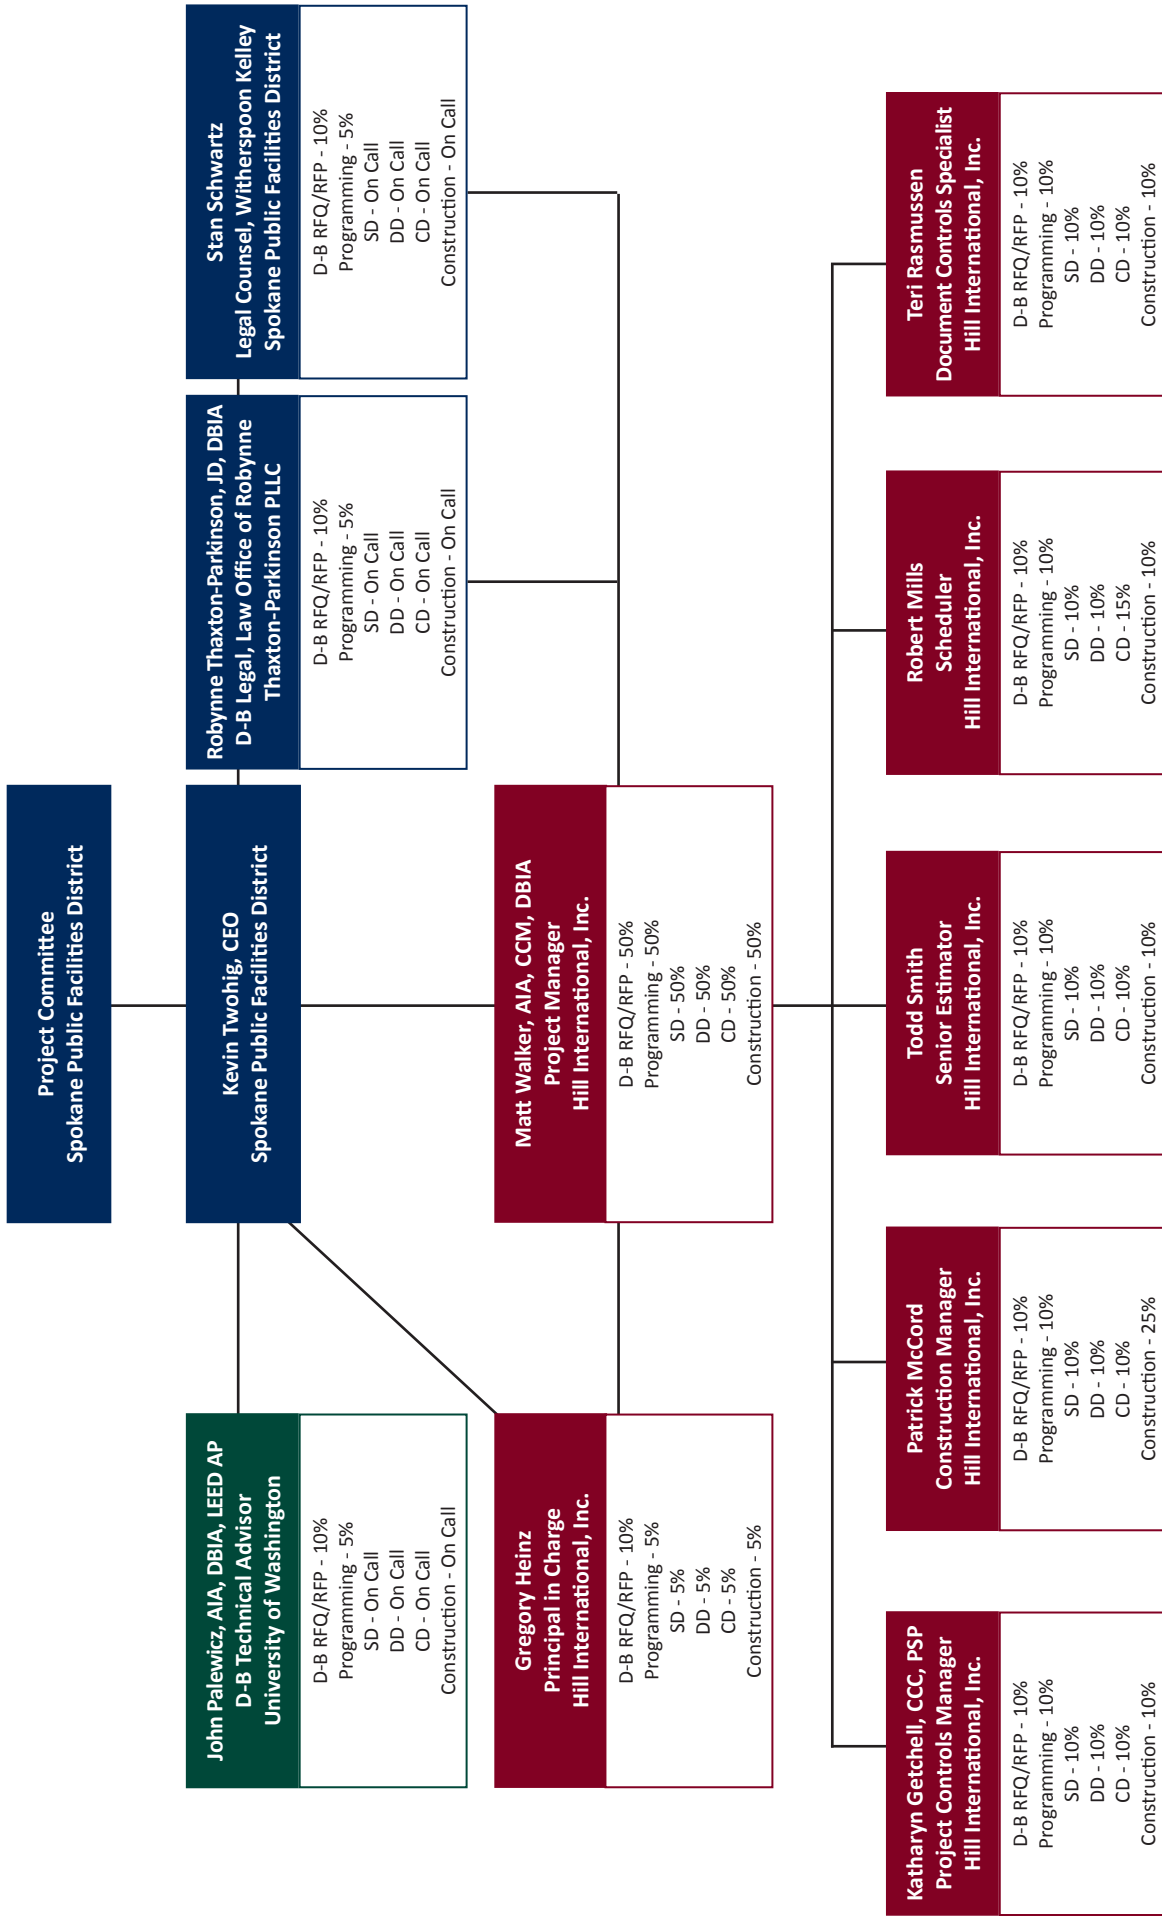 Project Committee
Spokane Public Facilities District
Kevin Twohig, CEO
Spokane Public Facilities District
John Palewicz, AIA, DBIA, LEED AP
D-B Technical Advisor
University of Washington
D-B RFQ/RFP - 10%
Programming - 5%
SD - On Call
DD - On Call
CD - On Call
Construction - On Call
Robynne Thaxton-Parkinson, JD, DBIA
D-B Legal, Law Office of Robynne
Thaxton-Parkinson PLLC
D-B RFQ/RFP - 10%
Programming - 5%
SD - On Call
DD - On Call
CD - On Call
Construction - On Call
Stan Schwartz
Legal Counsel, Witherspoon Kelley
Spokane Public Facilities District
D-B RFQ/RFP - 10%
Programming - 5%
SD - On Call
DD - On Call
CD - On Call
Construction - On Call
Gregory Heinz
Principal in Charge
Hill International, Inc.
D-B RFQ/RFP - 10%
Programming - 5%
SD - 5%
DD - 5%
CD - 5%
Construction - 5%
Matt Walker, AIA, CCM, DBIA
Project Manager
Hill International, Inc.
D-B RFQ/RFP - 50%
Programming - 50%
SD - 50%
DD - 50%
CD - 50%
Construction - 50%
Katharyn Getchell, CCC, PSP
Project Controls Manager
Hill International, Inc.
D-B RFQ/RFP - 10%
Programming - 10%
SD - 10%
DD - 10%
CD - 10%
Construction - 10%
Patrick McCord
Construction Manager
Hill International, Inc.
D-B RFQ/RFP - 10%
Programming - 10%
SD - 10%
DD - 10%
CD - 10%
Construction - 25%
Todd Smith
Senior Estimator
Hill International, Inc.
D-B RFQ/RFP - 10%
Programming - 10%
SD - 10%
DD - 10%
CD - 10%
Construction - 10%
Robert Mills
Scheduler
Hill International, Inc.
D-B RFQ/RFP - 10%
Programming - 10%
SD - 10%
DD - 10%
CD - 15%
Construction - 10%
Teri Rasmussen
Document Controls Specialist
Hill International, Inc.
D-B RFQ/RFP - 10%
Programming - 10%
SD - 10%
DD - 10%
CD - 10%
Construction - 10%